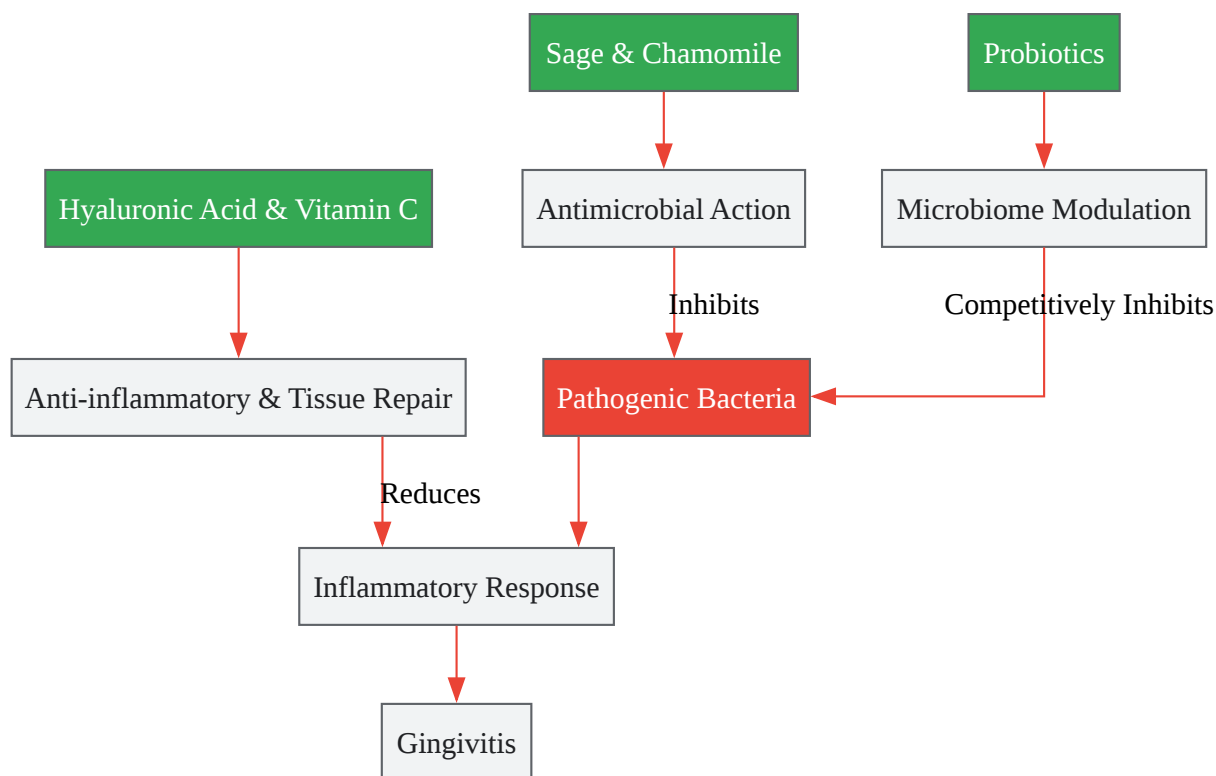 Sage & Chamomile
Probiotics
Hyaluronic Acid & Vitamin C
Antimicrobial Action
Microbiome Modulation
Inhibits
Competitively Inhibits
Anti-inflammatory & Tissue Repair
Pathogenic Bacteria
Reduces
Inflammatory Response
Gingivitis